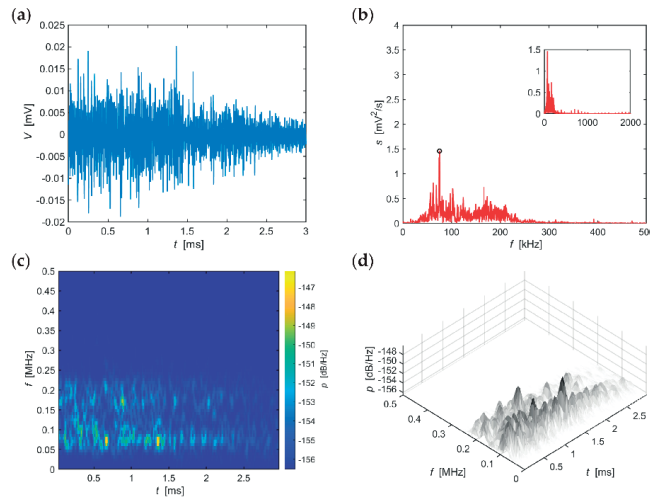 (a)
0.025
0.02
0.015
0.01
0.005
0
-0.005
-0.01
-0.015
-0.02
V [mV]
0 0.5 1 1.5 2 2.5 3
t [ms]
(b)
4
3.5
3
2.5
2
1.5
1
0.5
0
s [mV²/s]
0 100 200 300 400 500
f [kHz]
1.5
1
0.5
0
0 1000 2000
(c)
0.5
0.45
0.4
0.35
0.3
0.25
0.2
0.15
0.1
0.05
0
f [MHz]
0.5 1 1.5 2 2.5
t [ms]
-147
-148
-149
-150
-151
-152
-153
-154
-155
-156
p [dB/Hz]
(d)
-148
-150
-152
-154
-156
p [dB/Hz]
0.5 0.4 0.3 0.2 0.1 0
f [MHz]
0.5 1 1.5 2 2.5
t [ms]